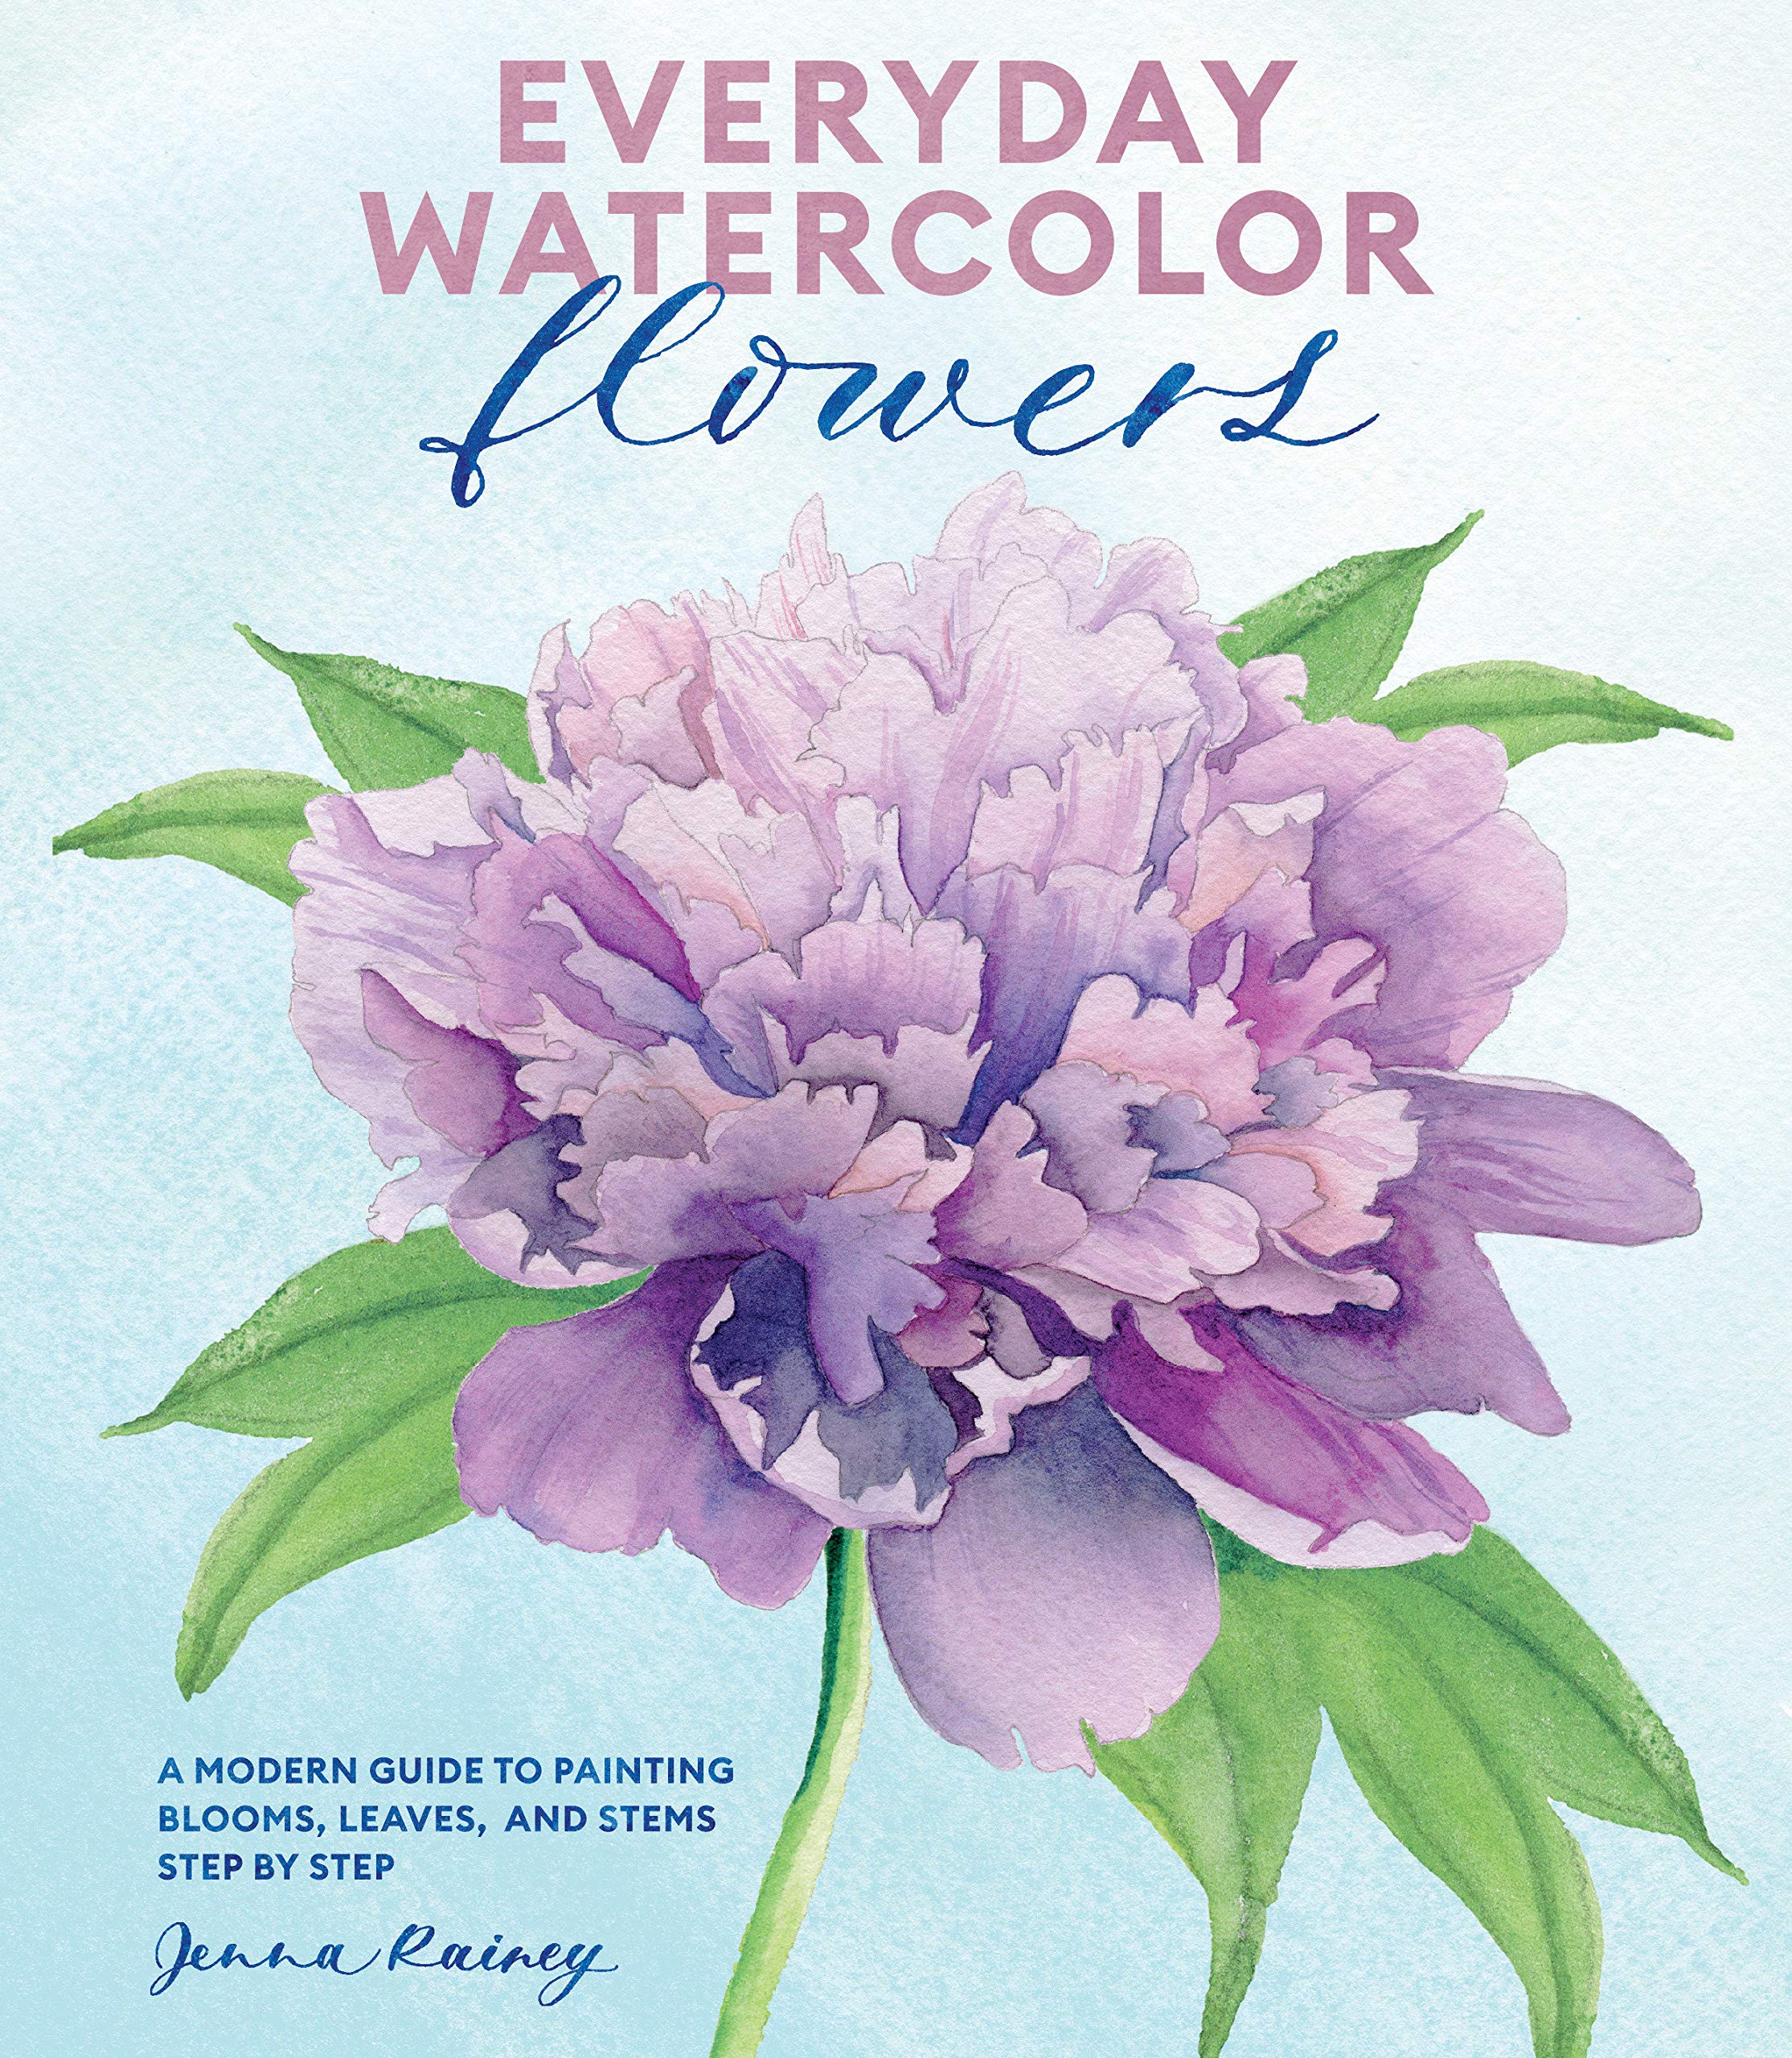 EVERYDAY
WATERCOLOR
flowers
A MODERN GUIDE TO PAINTING
BLOOMS, LEAVES, AND STEMS
STEP BY STEP
Jenna Rainey